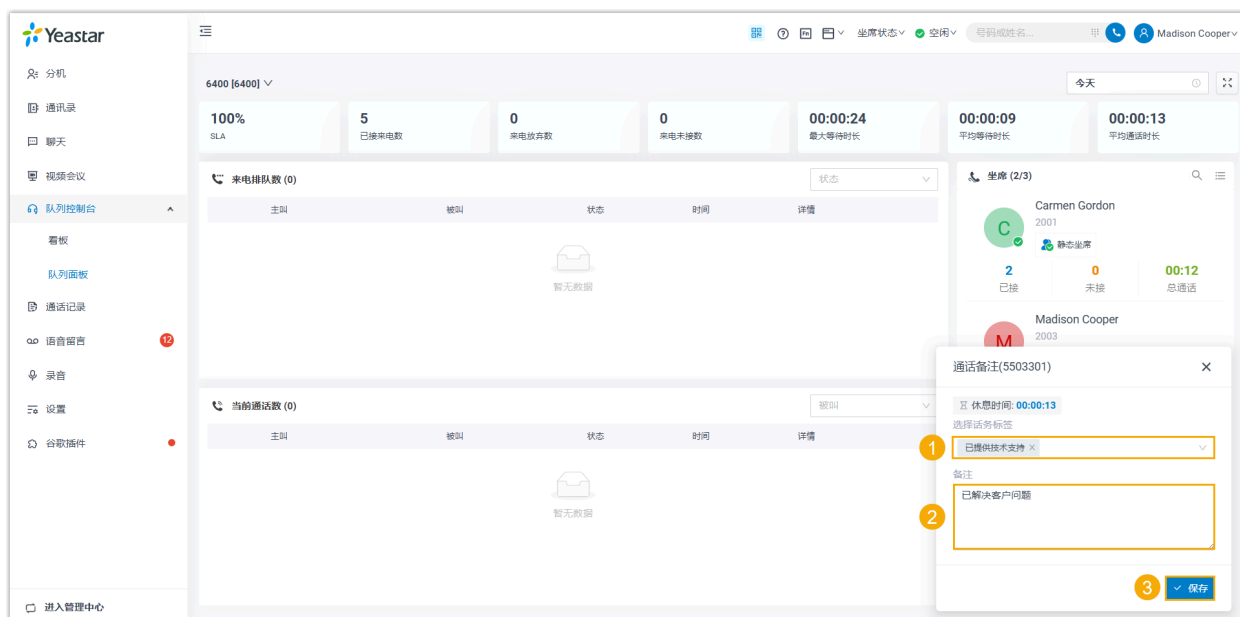 Yeastar
Fn
坐席状态
空闲
号码或姓名...
Madison Cooper
分机
通讯录
聊天
视频会议
队列控制台
看板
队列面板
通话记录
语音留言
12
录音
设置
谷歌插件
进入管理中心
6400 [6400]
今天
100%
SLA
5
已接来电数
0
来电放弃数
0
来电未接数
00:00:24
最大等待时长
00:00:09
平均等待时长
00:00:13
平均通话时长
来电排队数 (0)
状态
主叫 被叫 状态 时间 详情
暂无数据
当前通话数 (0)
被叫
主叫 被叫 状态 时间 详情
暂无数据
坐席 (2/3)
C
Carmen Gordon
2001
静态坐席
2 0 00:12
已接 未接 总通话
M
Madison Cooper
2003
通话备注(5503301)
休息时间: 00:00:13
选择话务标签
1
已提供技术支持
备注
2
已解决客户问题
3
保存